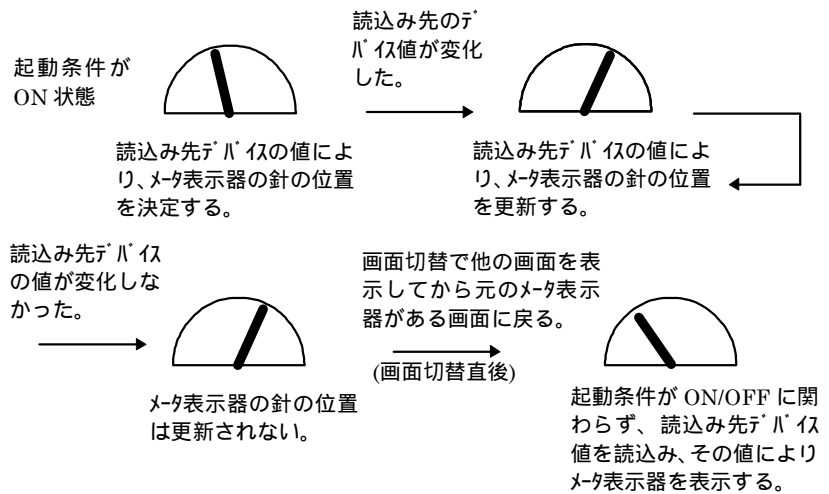 起動条件が
ON 状態
読込み先のﾃﾞ
ﾊﾞｲｽ値が変化
した。
読込み先ﾃﾞﾊﾞｲｽの値によ
り、ﾒｰﾀ表示器の針の位置
を決定する。
読込み先ﾃﾞﾊﾞｲｽの値によ
り、ﾒｰﾀ表示器の針の位置
を更新する。
読込み先ﾃﾞﾊﾞｲｽ
の値が変化しな
かった。
ﾒｰﾀ表示器の針の位置
は更新されない。
画面切替で他の画面を表
示してから元のﾒｰﾀ表示
器がある画面に戻る。
(画面切替直後)
起動条件が ON/OFF に関
わらず、読込み先ﾃﾞﾊﾞｲｽ
値を読込み、その値により
ﾒｰﾀ表示器を表示する。